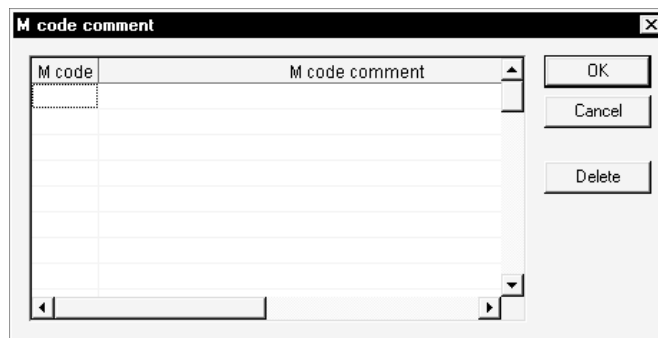 M code comment
M code M code comment
OK
Cancel
Delete